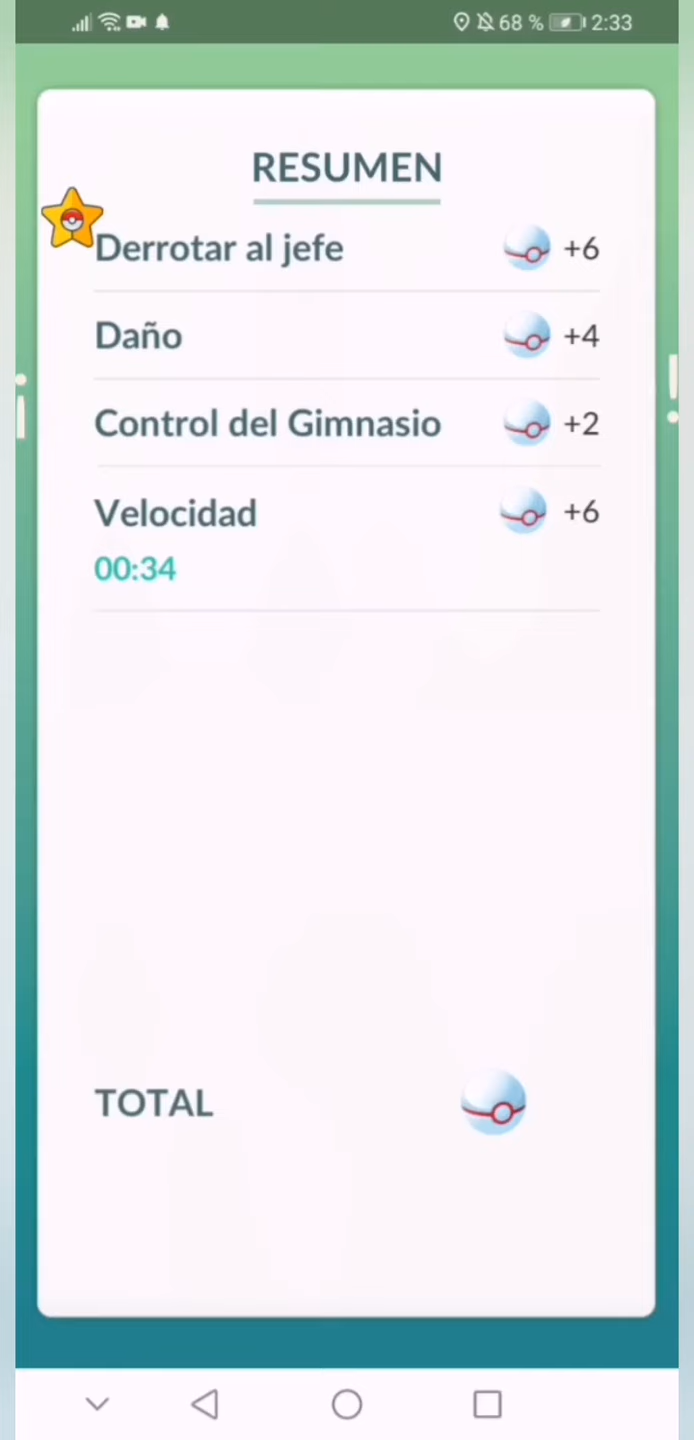 68 % 2:33
RESUMEN
Derrotar al jefe +6
Daño +4
Control del Gimnasio +2
Velocidad +6
00:34
TOTAL